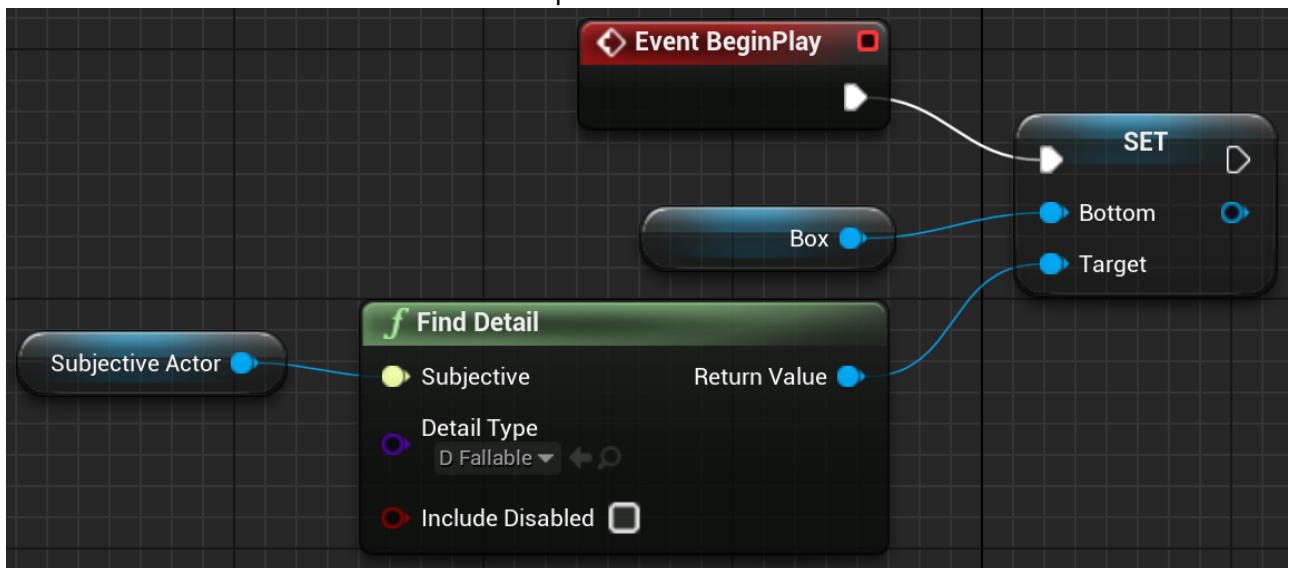 Event BeginPlay
SET
Bottom
Box
Target
Find Detail
Subjective Actor
Subjective
Return Value
Detail Type
D Fallable
Include Disabled